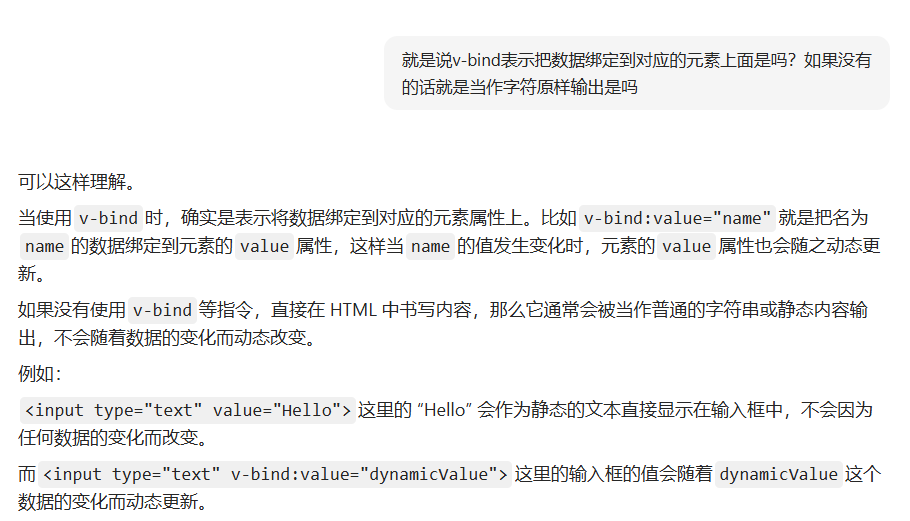 就是说v-bind表示把数据绑定到对应的元素上面是吗？如果没有
的话就是当作字符原样输出是吗
可以这样理解。
当使用 v-bind 时，确实是表示将数据绑定到对应的元素属性上。比如 v-bind:value="name" 就是把名为
name 的数据绑定到元素的 value 属性，这样当 name 的值发生变化时，元素的 value 属性也会随之动态更
新。
如果没有使用 v-bind 等指令，直接在 HTML 中书写内容，那么它通常会被当作普通的字符串或静态内容输
出，不会随着数据的变化而动态改变。
例如：
<input type="text" value="Hello"> 这里的 “Hello” 会作为静态的文本直接显示在输入框中，不会因为
任何数据的变化而改变。
而 <input type="text" v-bind:value="dynamicValue"> 这里的输入框的值会随着 dynamicValue 这个
数据的变化而动态更新。